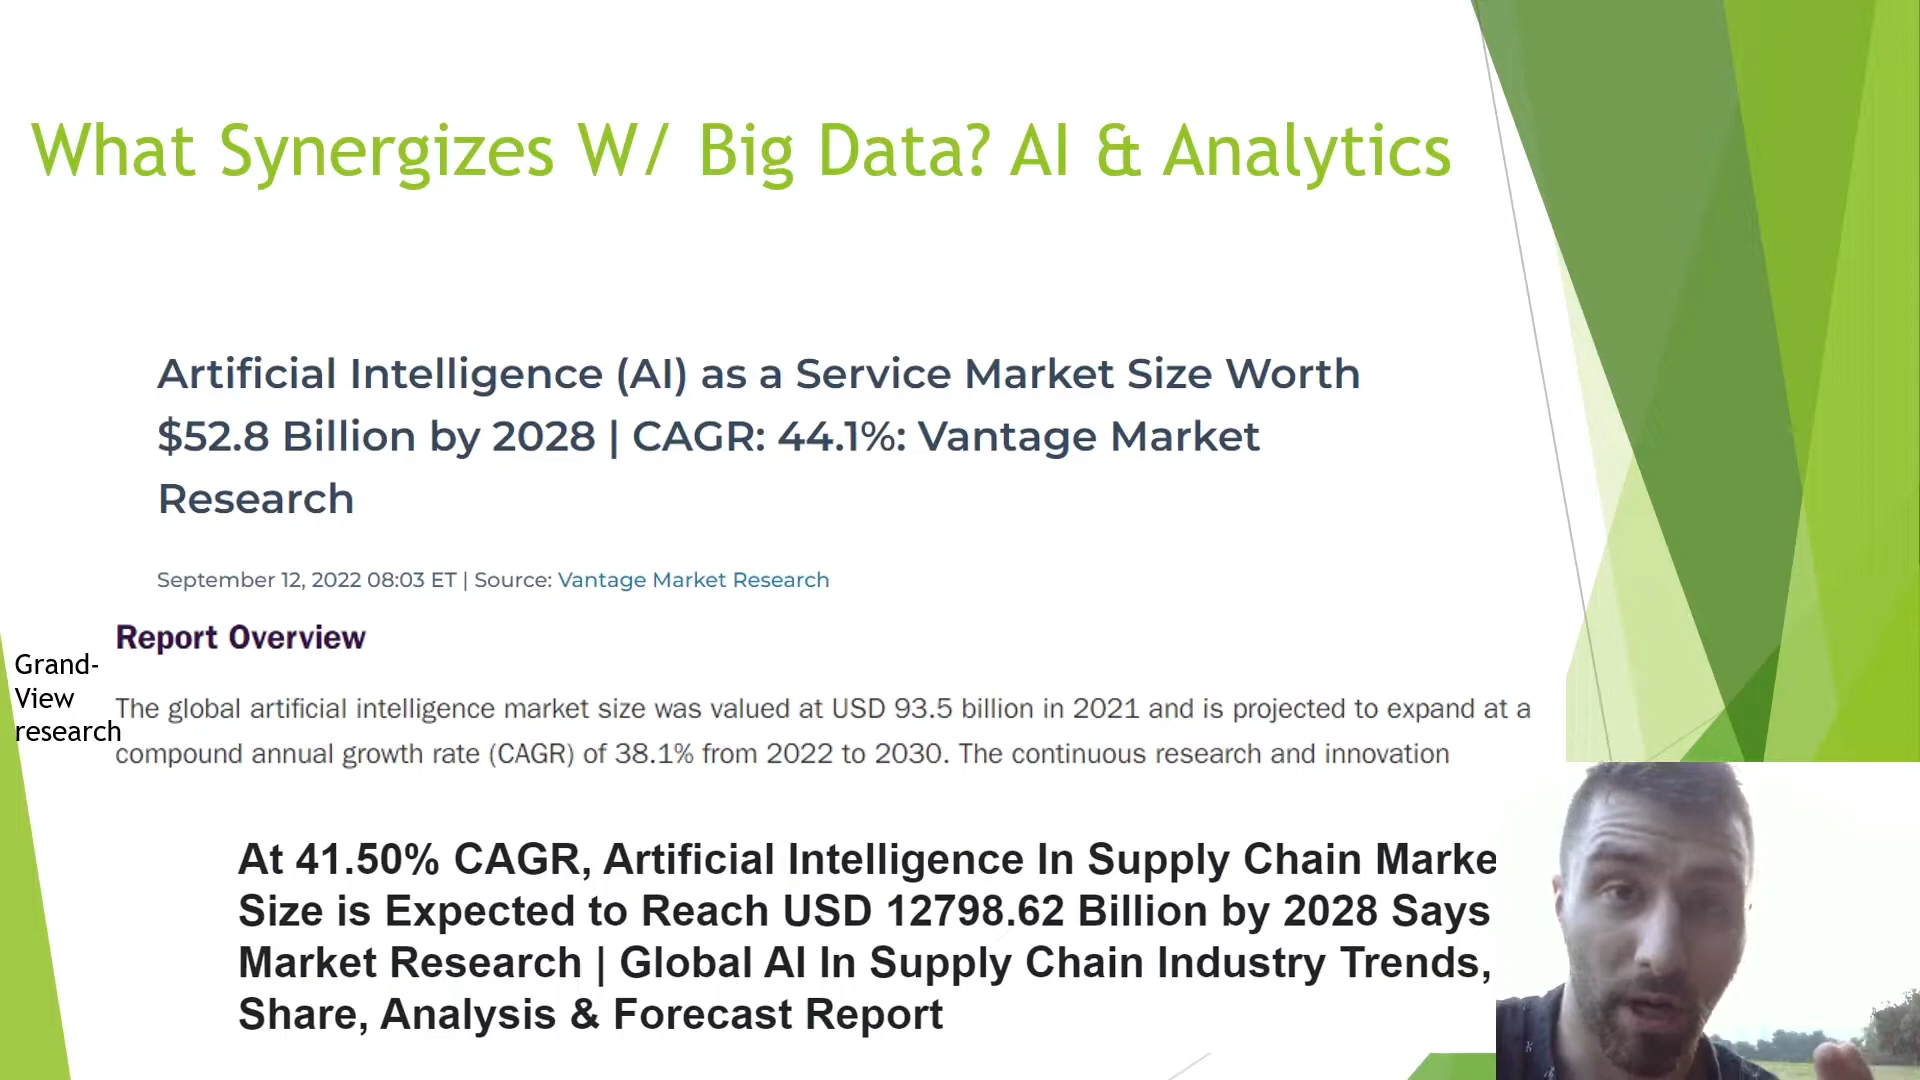 What Synergizes W/ Big Data? AI & Analytics
Artificial Intelligence (AI) as a Service Market Size Worth
$52.8 Billion by 2028 | CAGR: 44.1%: Vantage Market
Research
September 12, 2022 08:03 ET | Source: Vantage Market Research
Report Overview
Grand-
View
research
The global artificial intelligence market size was valued at USD 93.5 billion in 2021 and is projected to expand at a
compound annual growth rate (CAGR) of 38.1% from 2022 to 2030. The continuous research and innovation
At 41.50% CAGR, Artificial Intelligence In Supply Chain Marke
Size is Expected to Reach USD 12798.62 Billion by 2028 Says
Market Research | Global AI In Supply Chain Industry Trends,
Share, Analysis & Forecast Report